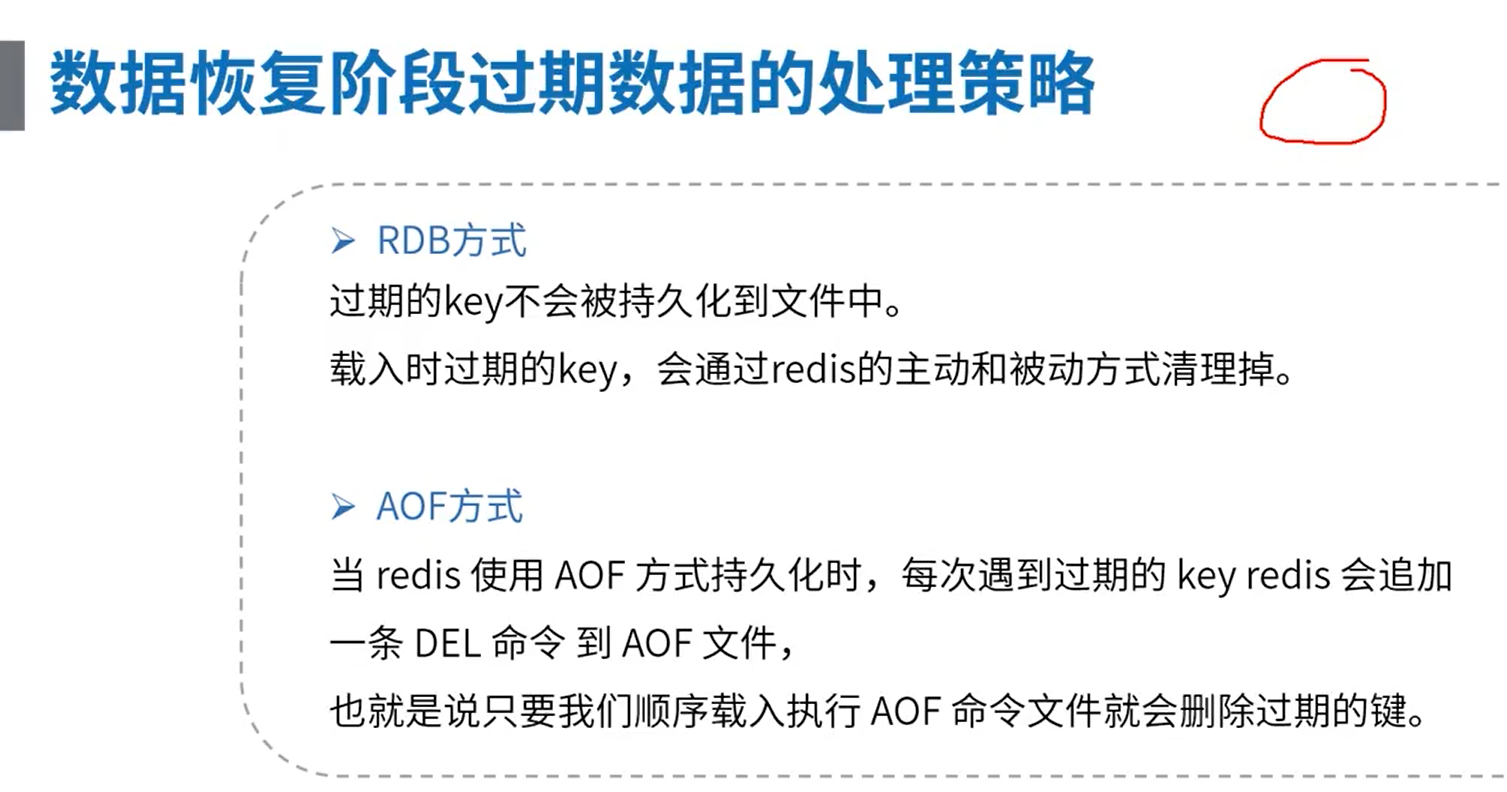 数据恢复阶段过期数据的处理策略
RDB方式
过期的key不会被持久化到文件中。
载入时过期的key，会通过redis的主动和被动方式清理掉。
AOF方式
当 redis 使用 AOF 方式持久化时，每次遇到过期的 key redis 会追加
一条 DEL 命令 到 AOF 文件，
也就是说只要我们顺序载入执行 AOF 命令文件就会删除过期的键。